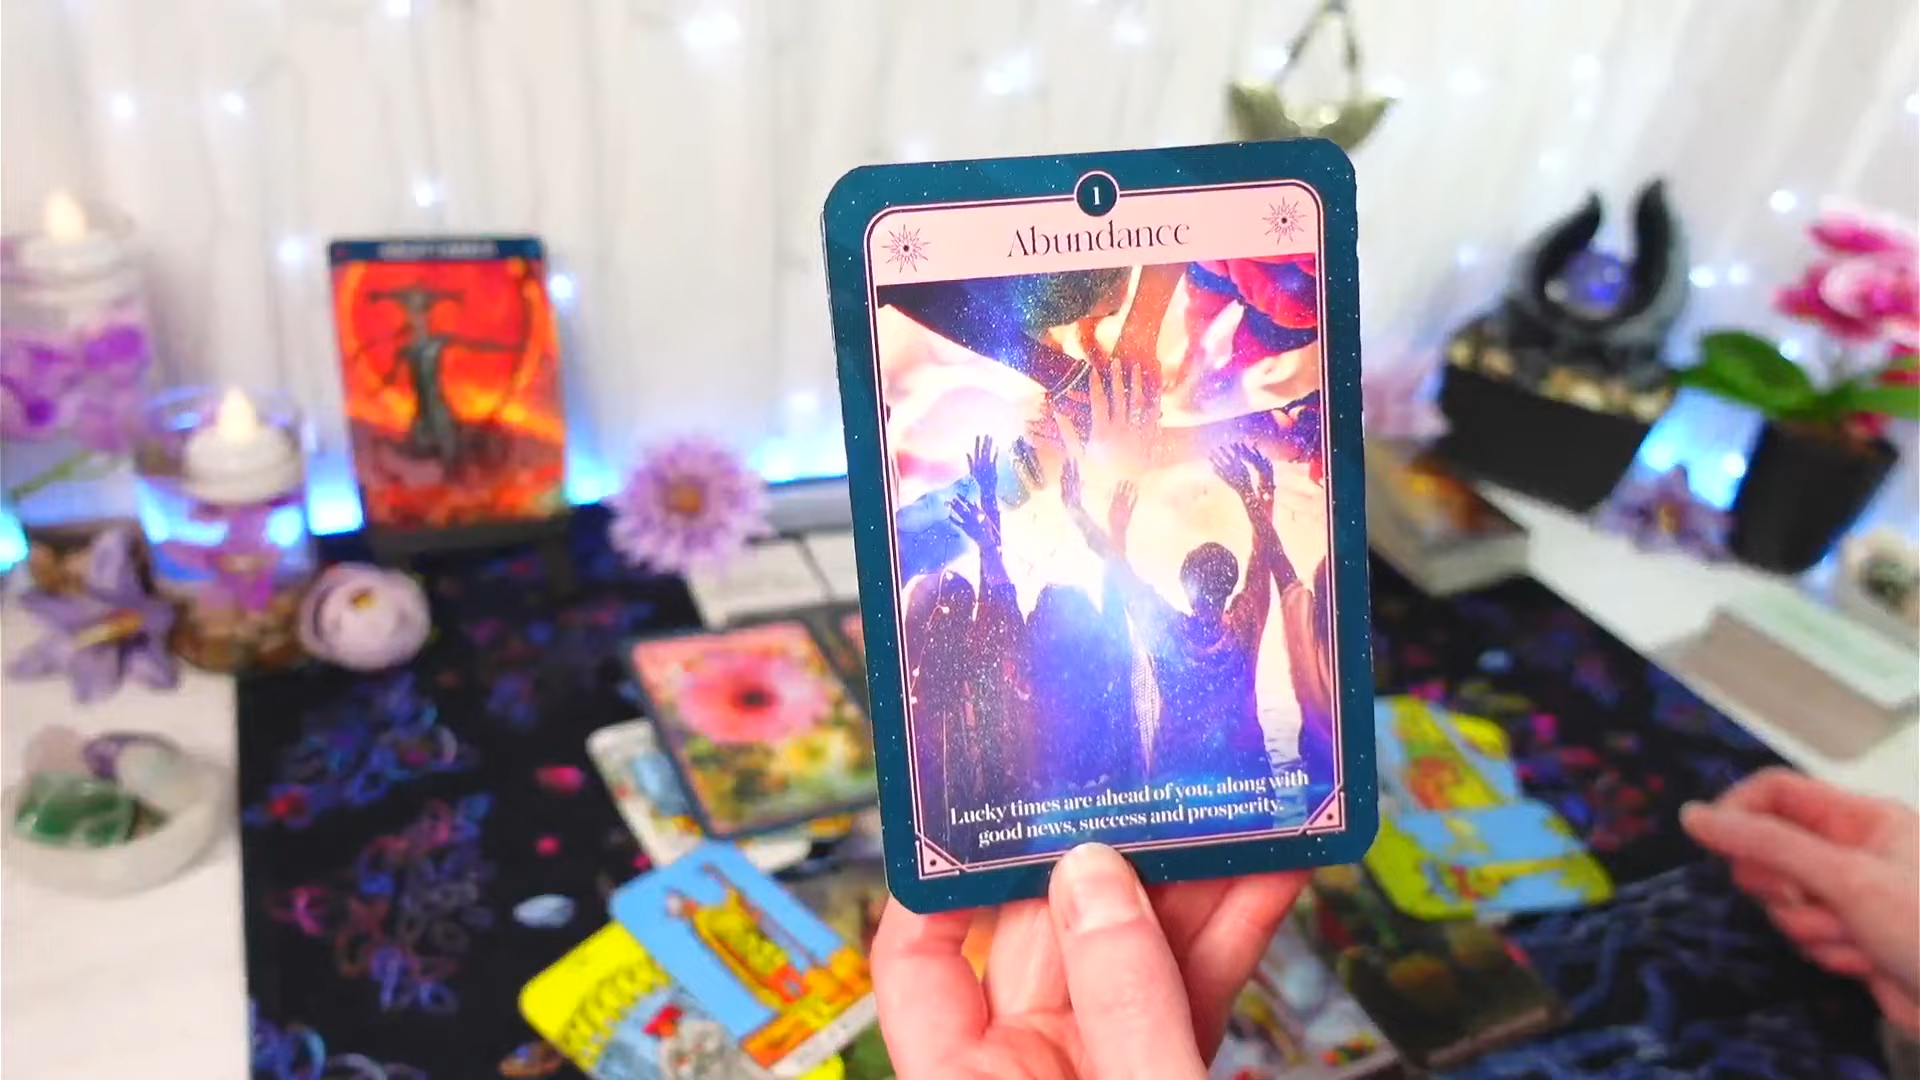 1
Abundance
Lucky times are ahead of you, along with
good news, success and prosperity.